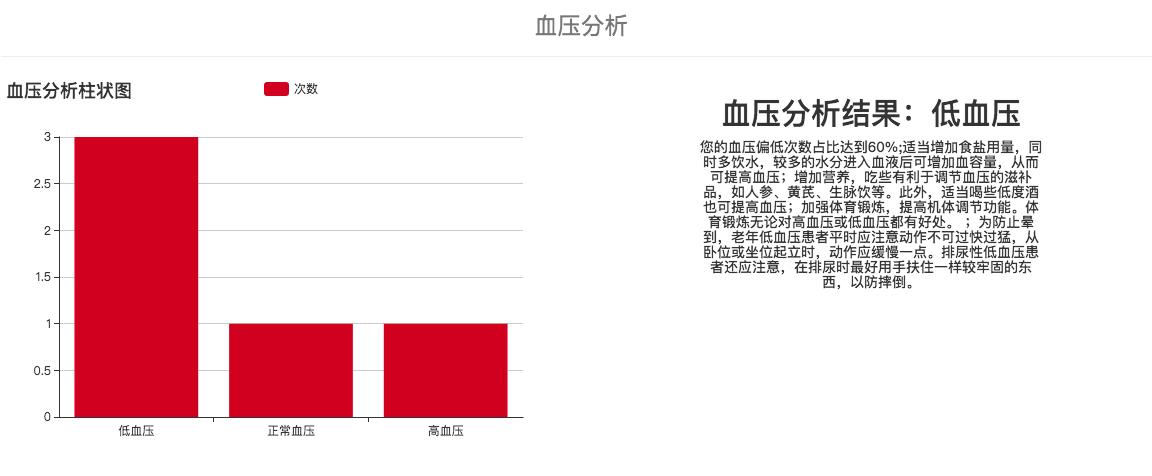 血压分析
血压分析柱状图
次数
3
2.5
2
1.5
1
0.5
0
低血压
正常血压
高血压
血压分析结果：低血压
您的血压偏低次数占比达到60%;适当增加食盐用量，同
时多饮水，较多的水分进入血液后可增加血容量，从而
可提高血压；增加营养，吃些有利于调节血压的滋补
品，如人参、黄芪、生脉饮等。此外，适当喝些低度酒
也可提高血压；加强体育锻炼，提高机体调节功能。体
育锻炼无论对高血压或低血压都有好处。；为防止晕
到，老年低血压患者平时应注意动作不可过快过猛，从
卧位或坐位起立时，动作应缓慢一点。排尿性低血压患
者还应注意，在排尿时最好用手扶住一样较牢固的东
西，以防摔倒。